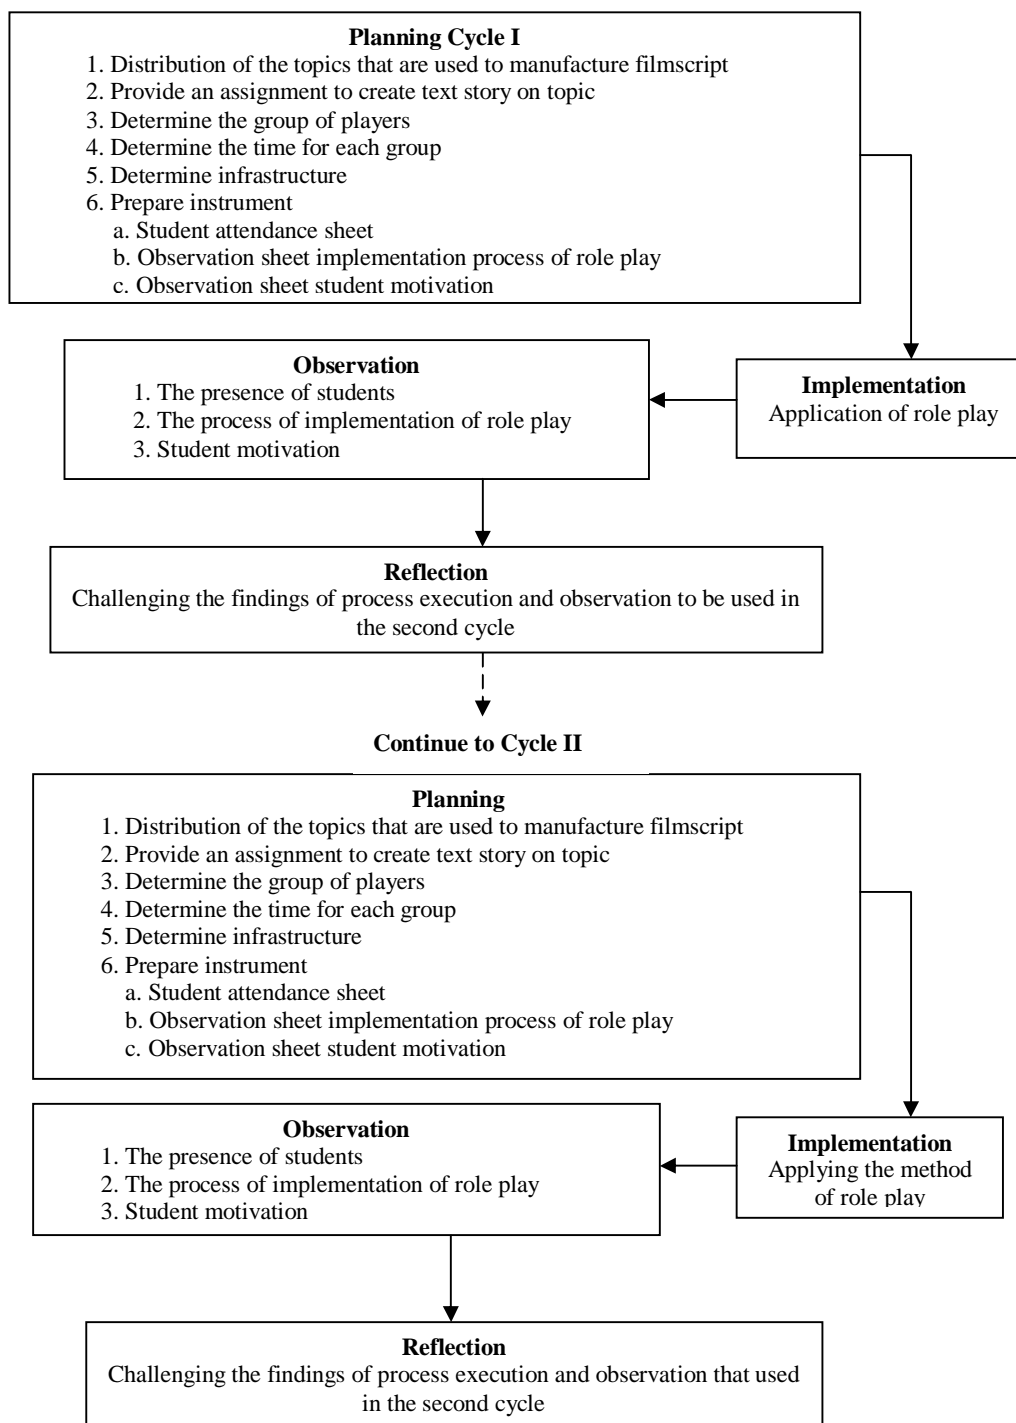 Planning Cycle I
1. Distribution of the topics that are used to manufacture filmscript
2. Provide an assignment to create text story on topic
3. Determine the group of players
4. Determine the time for each group
5. Determine infrastructure
6. Prepare instrument
a. Student attendance sheet
b. Observation sheet implementation process of role play
c. Observation sheet student motivation
Implementation
Application of role play
Observation
1. The presence of students
2. The process of implementation of role play
3. Student motivation
Reflection
Challenging the findings of process execution and observation to be used in
the second cycle
Continue to Cycle II
Planning
1. Distribution of the topics that are used to manufacture filmscript
2. Provide an assignment to create text story on topic
3. Determine the group of players
4. Determine the time for each group
5. Determine infrastructure
6. Prepare instrument
a. Student attendance sheet
b. Observation sheet implementation process of role play
c. Observation sheet student motivation
Implementation
Applying the method
of role play
Observation
1. The presence of students
2. The process of implementation of role play
3. Student motivation
Reflection
Challenging the findings of process execution and observation that used
in the second cycle